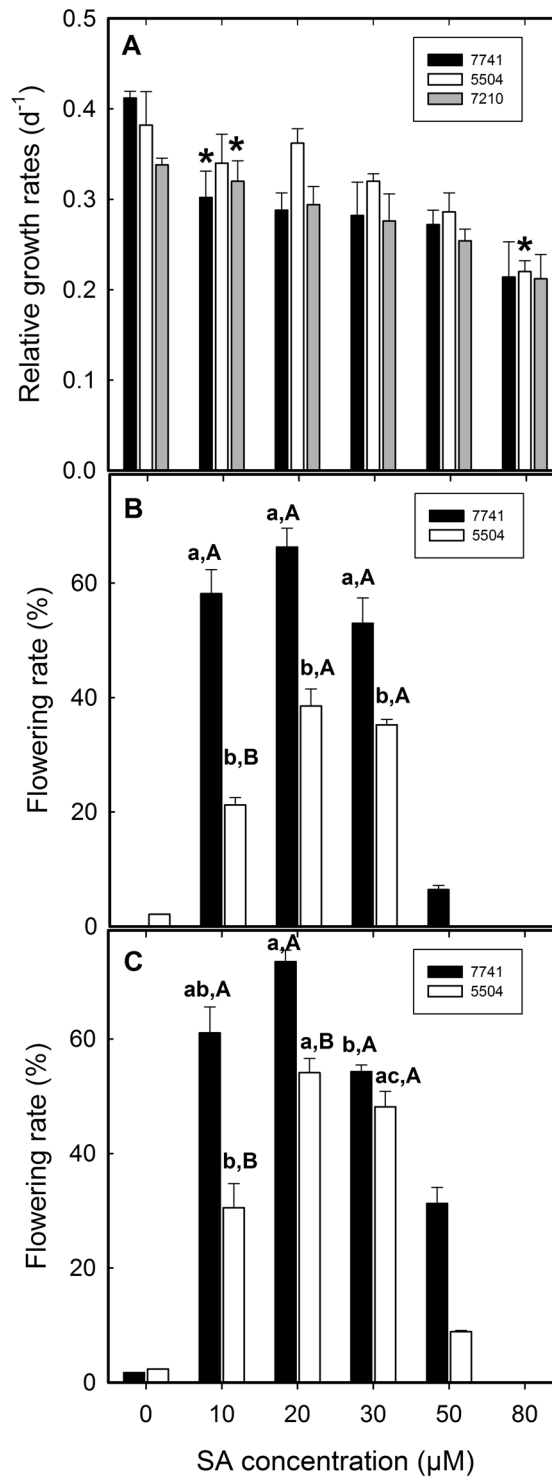 0.5
A
7741
5504
7210
0.4
* *
0.3
*
0.2
0.1
0.0
Relative growth rates (d-1)
B
7741
5504
a,A
a,A
a,A
60
b,A
b,A
40
b,B
20
0
Flowering rate (%)
C
7741
5504
a,A
ab,A
60
a,B
b,A
ac,A
40
b,B
20
0
Flowering rate (%)
0 10 20 30 50 80
SA concentration (µM)